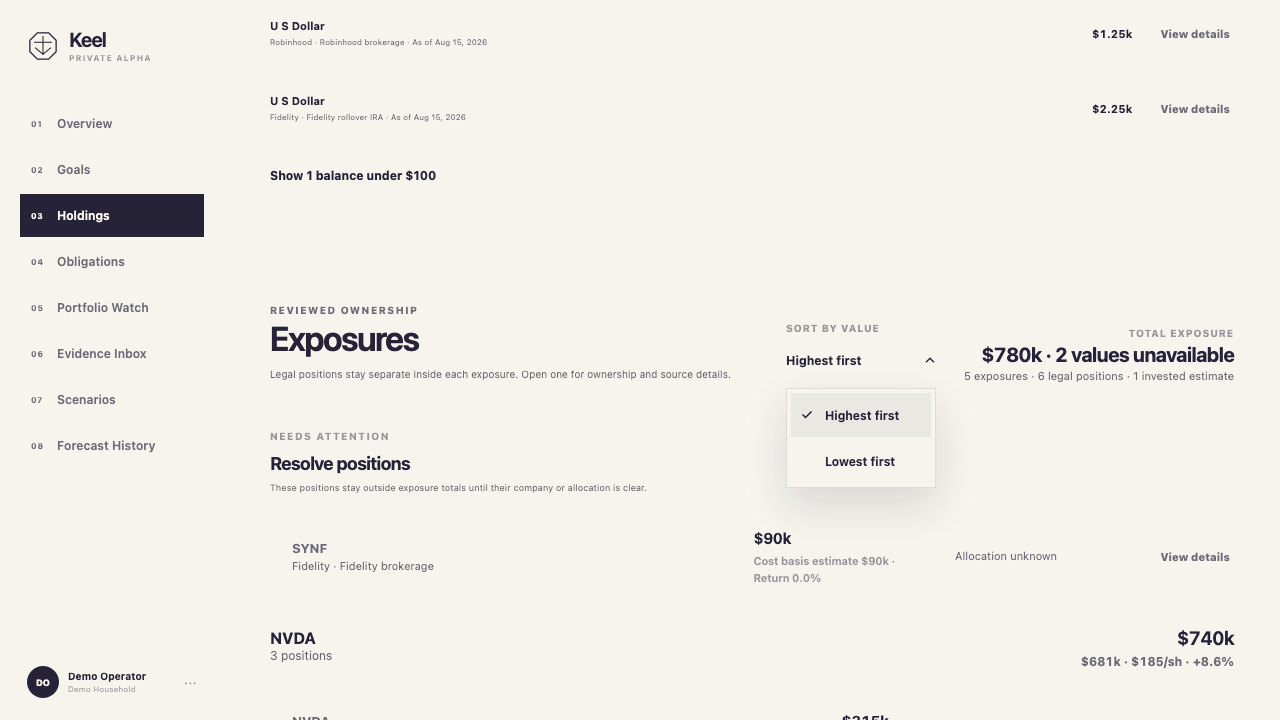 Keel
PRIVATE ALPHA
01 Overview
02 Goals
03 Holdings
04 Obligations
05 Portfolio Watch
06 Evidence Inbox
07 Scenarios
08 Forecast History
DO
Demo Operator
Demo Household
...
U S Dollar
Robinhood · Robinhood brokerage · As of Aug 15, 2026
$1.25k
View details
U S Dollar
Fidelity · Fidelity rollover IRA · As of Aug 15, 2026
$2.25k
View details
Show 1 balance under $100
REVIEWED OWNERSHIP
Exposures
Legal positions stay separate inside each exposure. Open one for ownership and source details.
SORT BY VALUE
Highest first
Highest first
Lowest first
TOTAL EXPOSURE
$780k · 2 values unavailable
5 exposures · 6 legal positions · 1 invested estimate
NEEDS ATTENTION
Resolve positions
These positions stay outside exposure totals until their company or allocation is clear.
SYNF
Fidelity · Fidelity brokerage
$90k
Cost basis estimate $90k ·
Return 0.0%
Allocation unknown
View details
NVDA
3 positions
$740k
$681k · $185/sh · +8.6%
NVDA
$315k